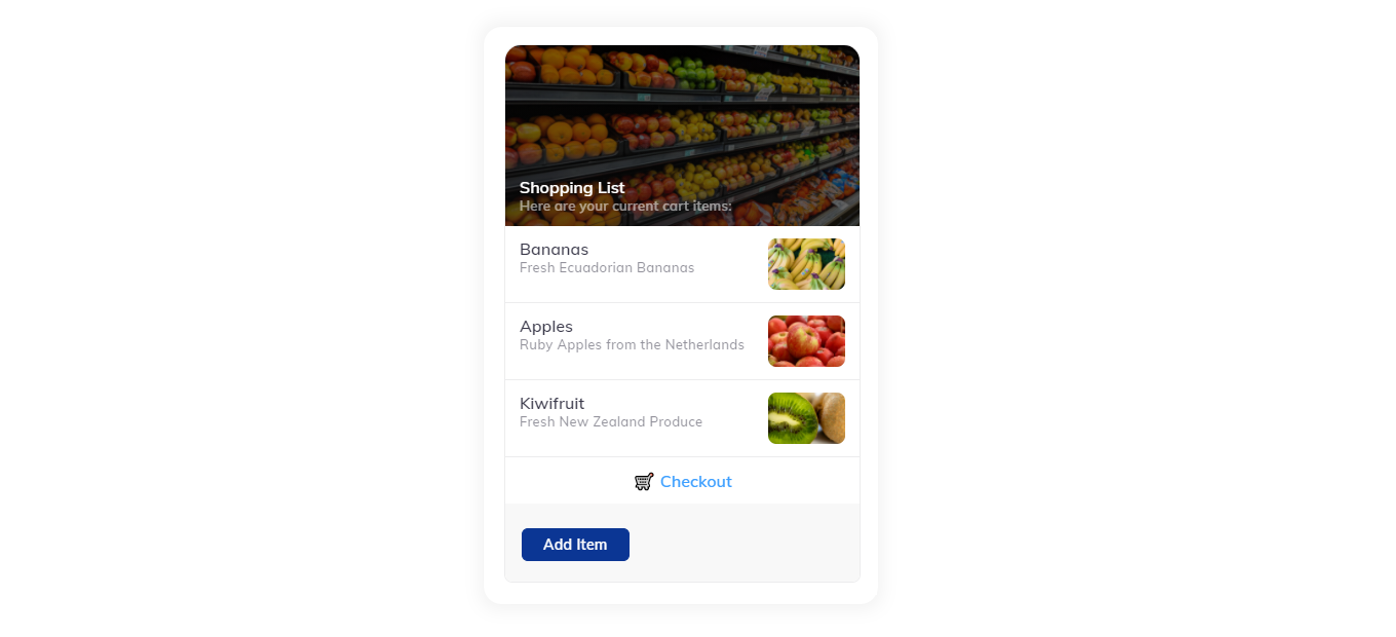 Shopping List
Here are your current cart items:
Bananas
Fresh Ecuadorian Bananas
Apples
Ruby Apples from the Netherlands
Kiwifruit
Fresh New Zealand Produce
Checkout
Add Item